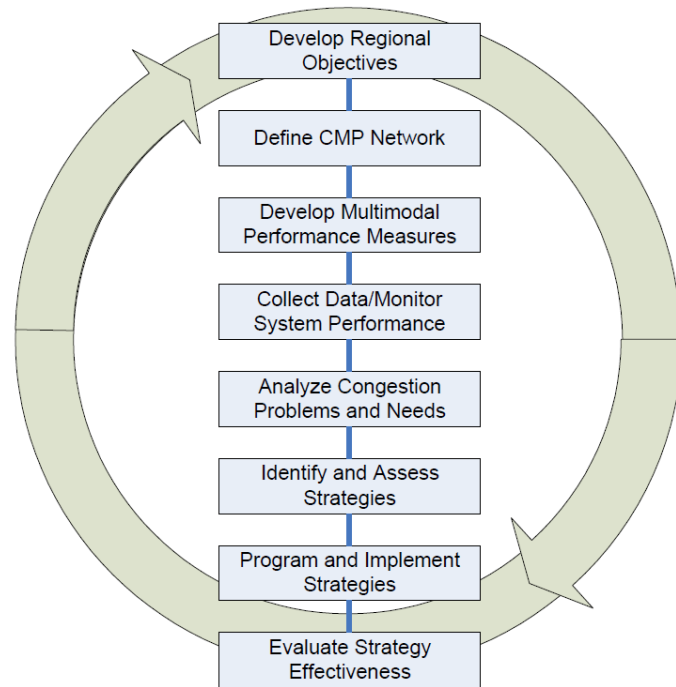 Develop Regional
Objectives
Define CMP Network
Develop Multimodal
Performance Measures
Collect Data/Monitor
System Performance
Analyze Congestion
Problems and Needs
Identify and Assess
Strategies
Program and Implement
Strategies
Evaluate Strategy
Effectiveness